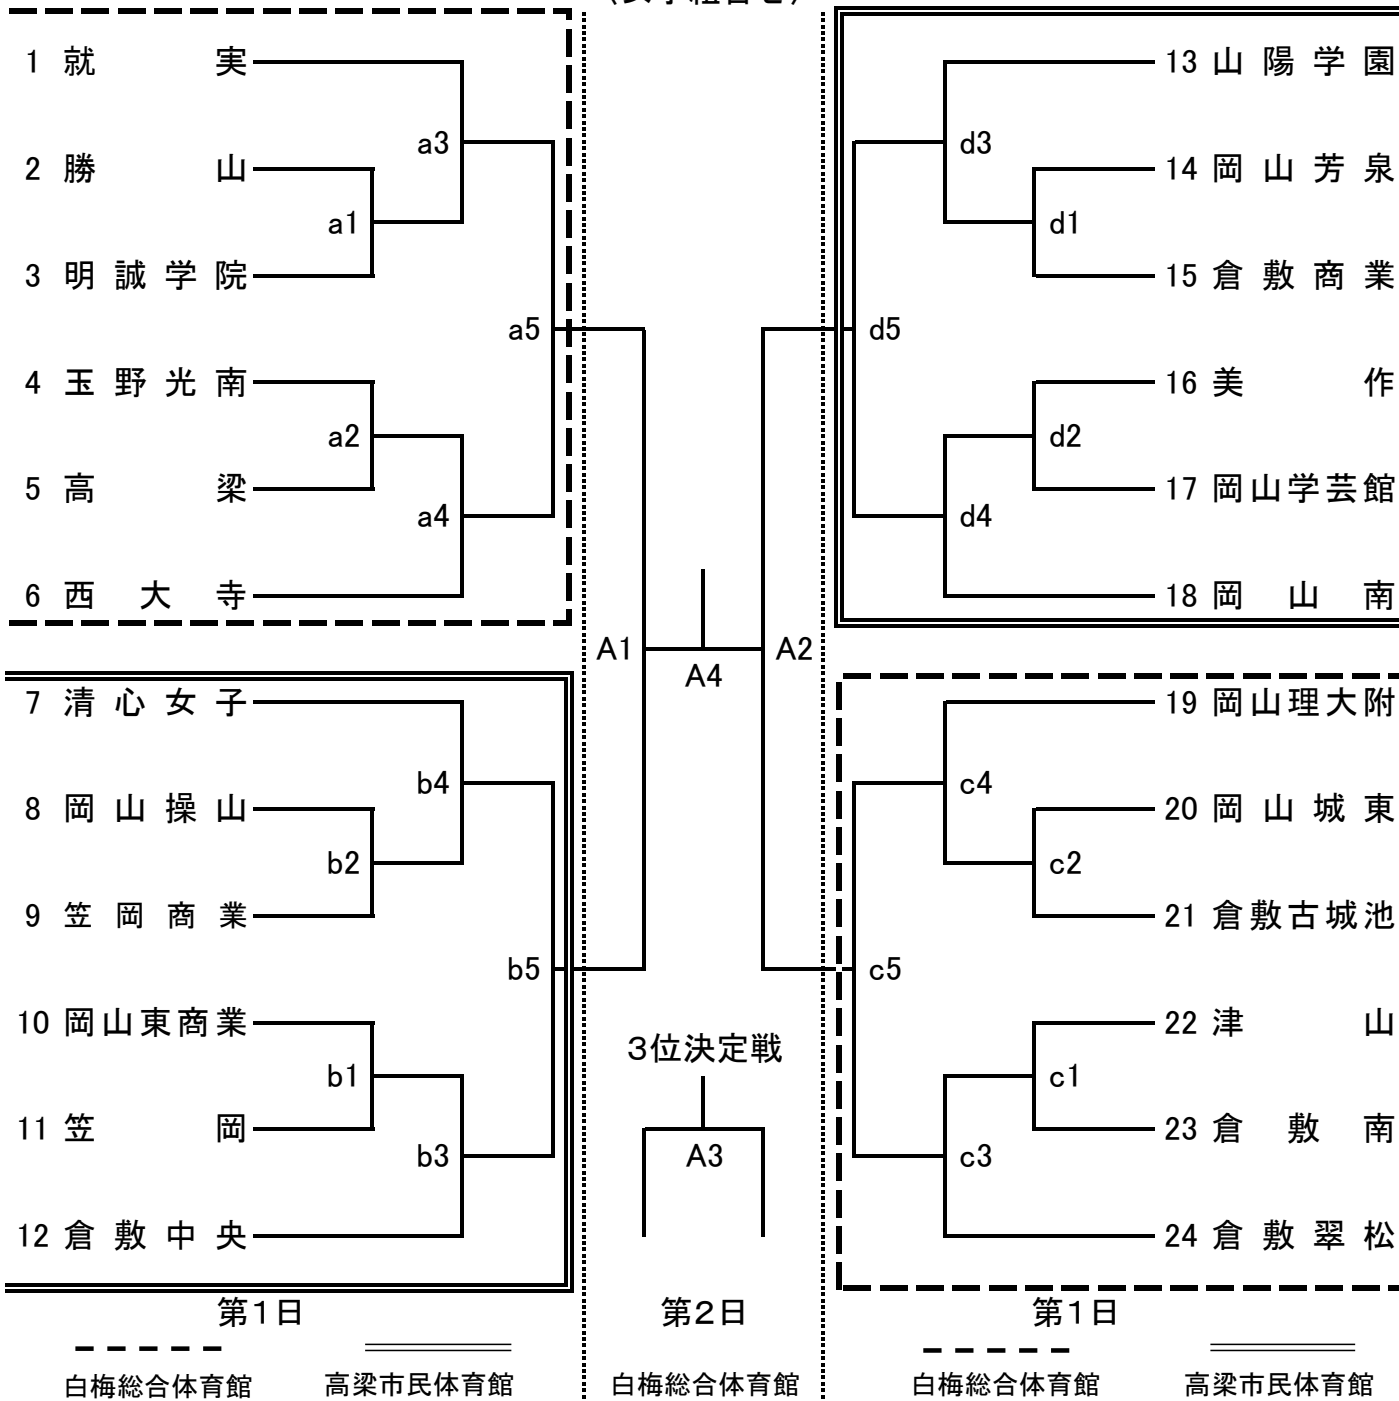 1 就実
2 勝山
3 明誠学院
4 玉野光南
5 高梁
6 西大寺
a1
a2
a3
a4
a5
7 清心女子
8 岡山操山
9 笠岡商業
10 岡山東商業
11 笠岡
12 倉敷中央
b4
b2
b5
b1
b3
A1
A4
A2
3位決定戦
A3
13 山陽学園
14 岡山芳泉
15 倉敷商業
16 美作
17 岡山学芸館
18 岡山南
d3
d1
d5
d2
d4
19 岡山理大附
20 岡山城東
21 倉敷古城池
22 津山
23 倉敷南
24 倉敷翠松
c4
c2
c5
c1
c3
第1日
第2日
第1日
白梅総合体育館
高梁市民体育館
白梅総合体育館
白梅総合体育館
高梁市民体育館